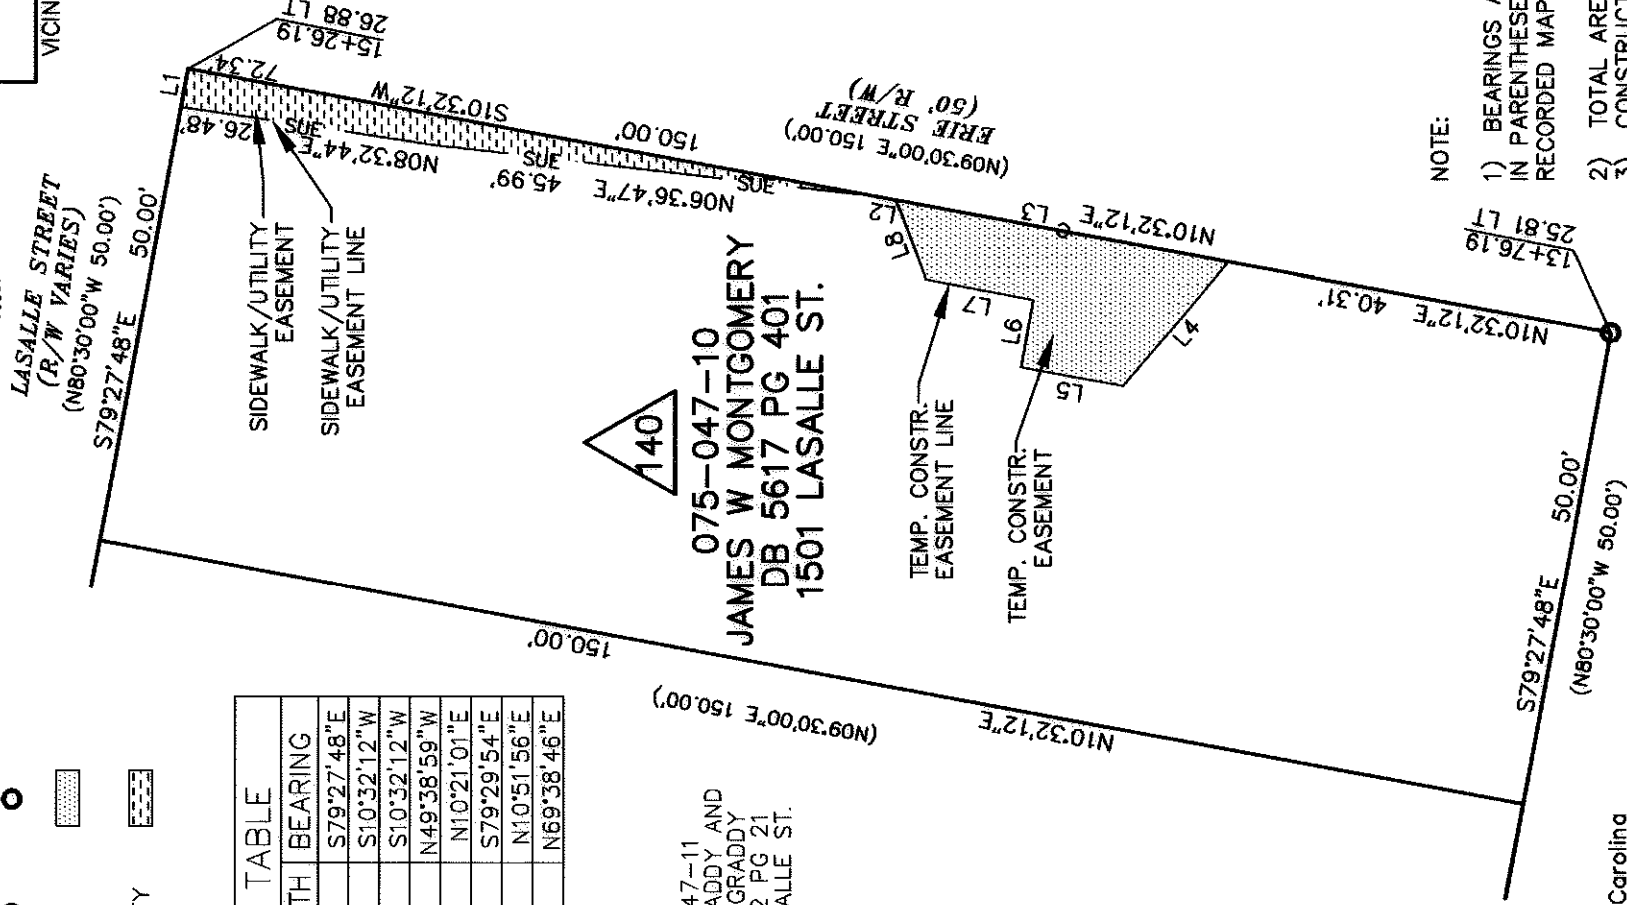 VICIN
LASALLE STREET
(R/W VARIES)
(N80°30'00"W 50.00')
S79°27'48"E
50.00'
L1
15+26.19
26.88 LT
72.34'
26.48'
SUE
N08°32'44"E
S10°32'12"W
150.00'
SUE
45.99'
N06°36'47"E
SUE
SIDEWALK/UTILITY
EASEMENT
SIDEWALK/UTILITY
EASEMENT LINE
ERIE STREET
(50' R/W)
(N09°30'00"E 150.00')
140
075-047-10
JAMES W MONTGOMERY
DB 5617 PG 401
1501 LASALLE ST.
L2
L8
L3
N10°32'12"E
L7
L6
L5
L4
TEMP. CONSTR.
EASEMENT LINE
TEMP. CONSTR.
EASEMENT
40.31'
N10°32'12"E
13+76.19
25.81 LT
S79°27'48"E
50.00'
(N80°30'00"W 50.00')
150.00'
(N09°30'00"E 150.00')
N10°32'12"E
NOTE:
1) BEARINGS
IN PARENTHESE
RECORDED MAP
2) TOTAL ARE
3) CONSTRUCT
TABLE
TH BEARING
S79°27'48"E
S10°32'12"W
S10°32'12"W
N49°38'59"W
N10°21'01"E
S79°29'54"E
N10°51'56"E
N69°38'46"E
47-11
ADDY AND
GRADDY
2 PG 21
ALLE ST.
Y
Carolina